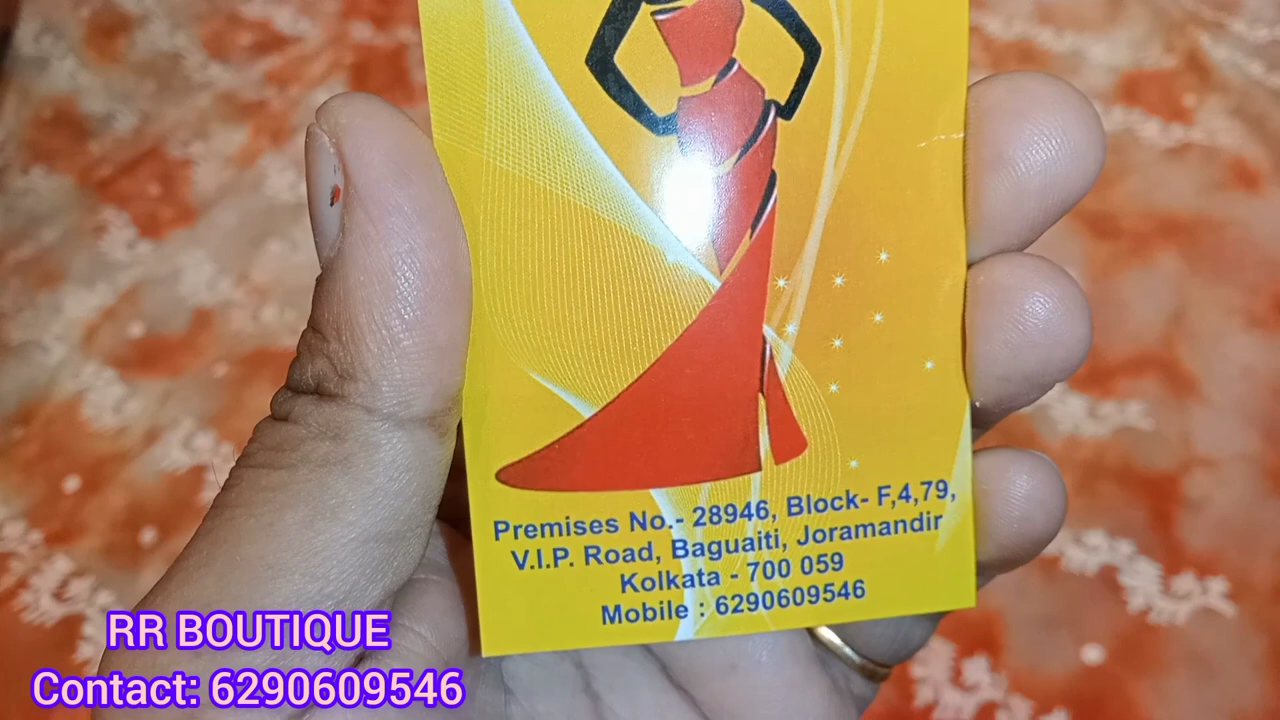 Premises No.- 28946, Block- F,4,79,
V.I.P. Road, Baguaiti, Joramandir
Kolkata - 700 059
Mobile : 6290609546
RR BOUTIQUE
Contact: 6290609546